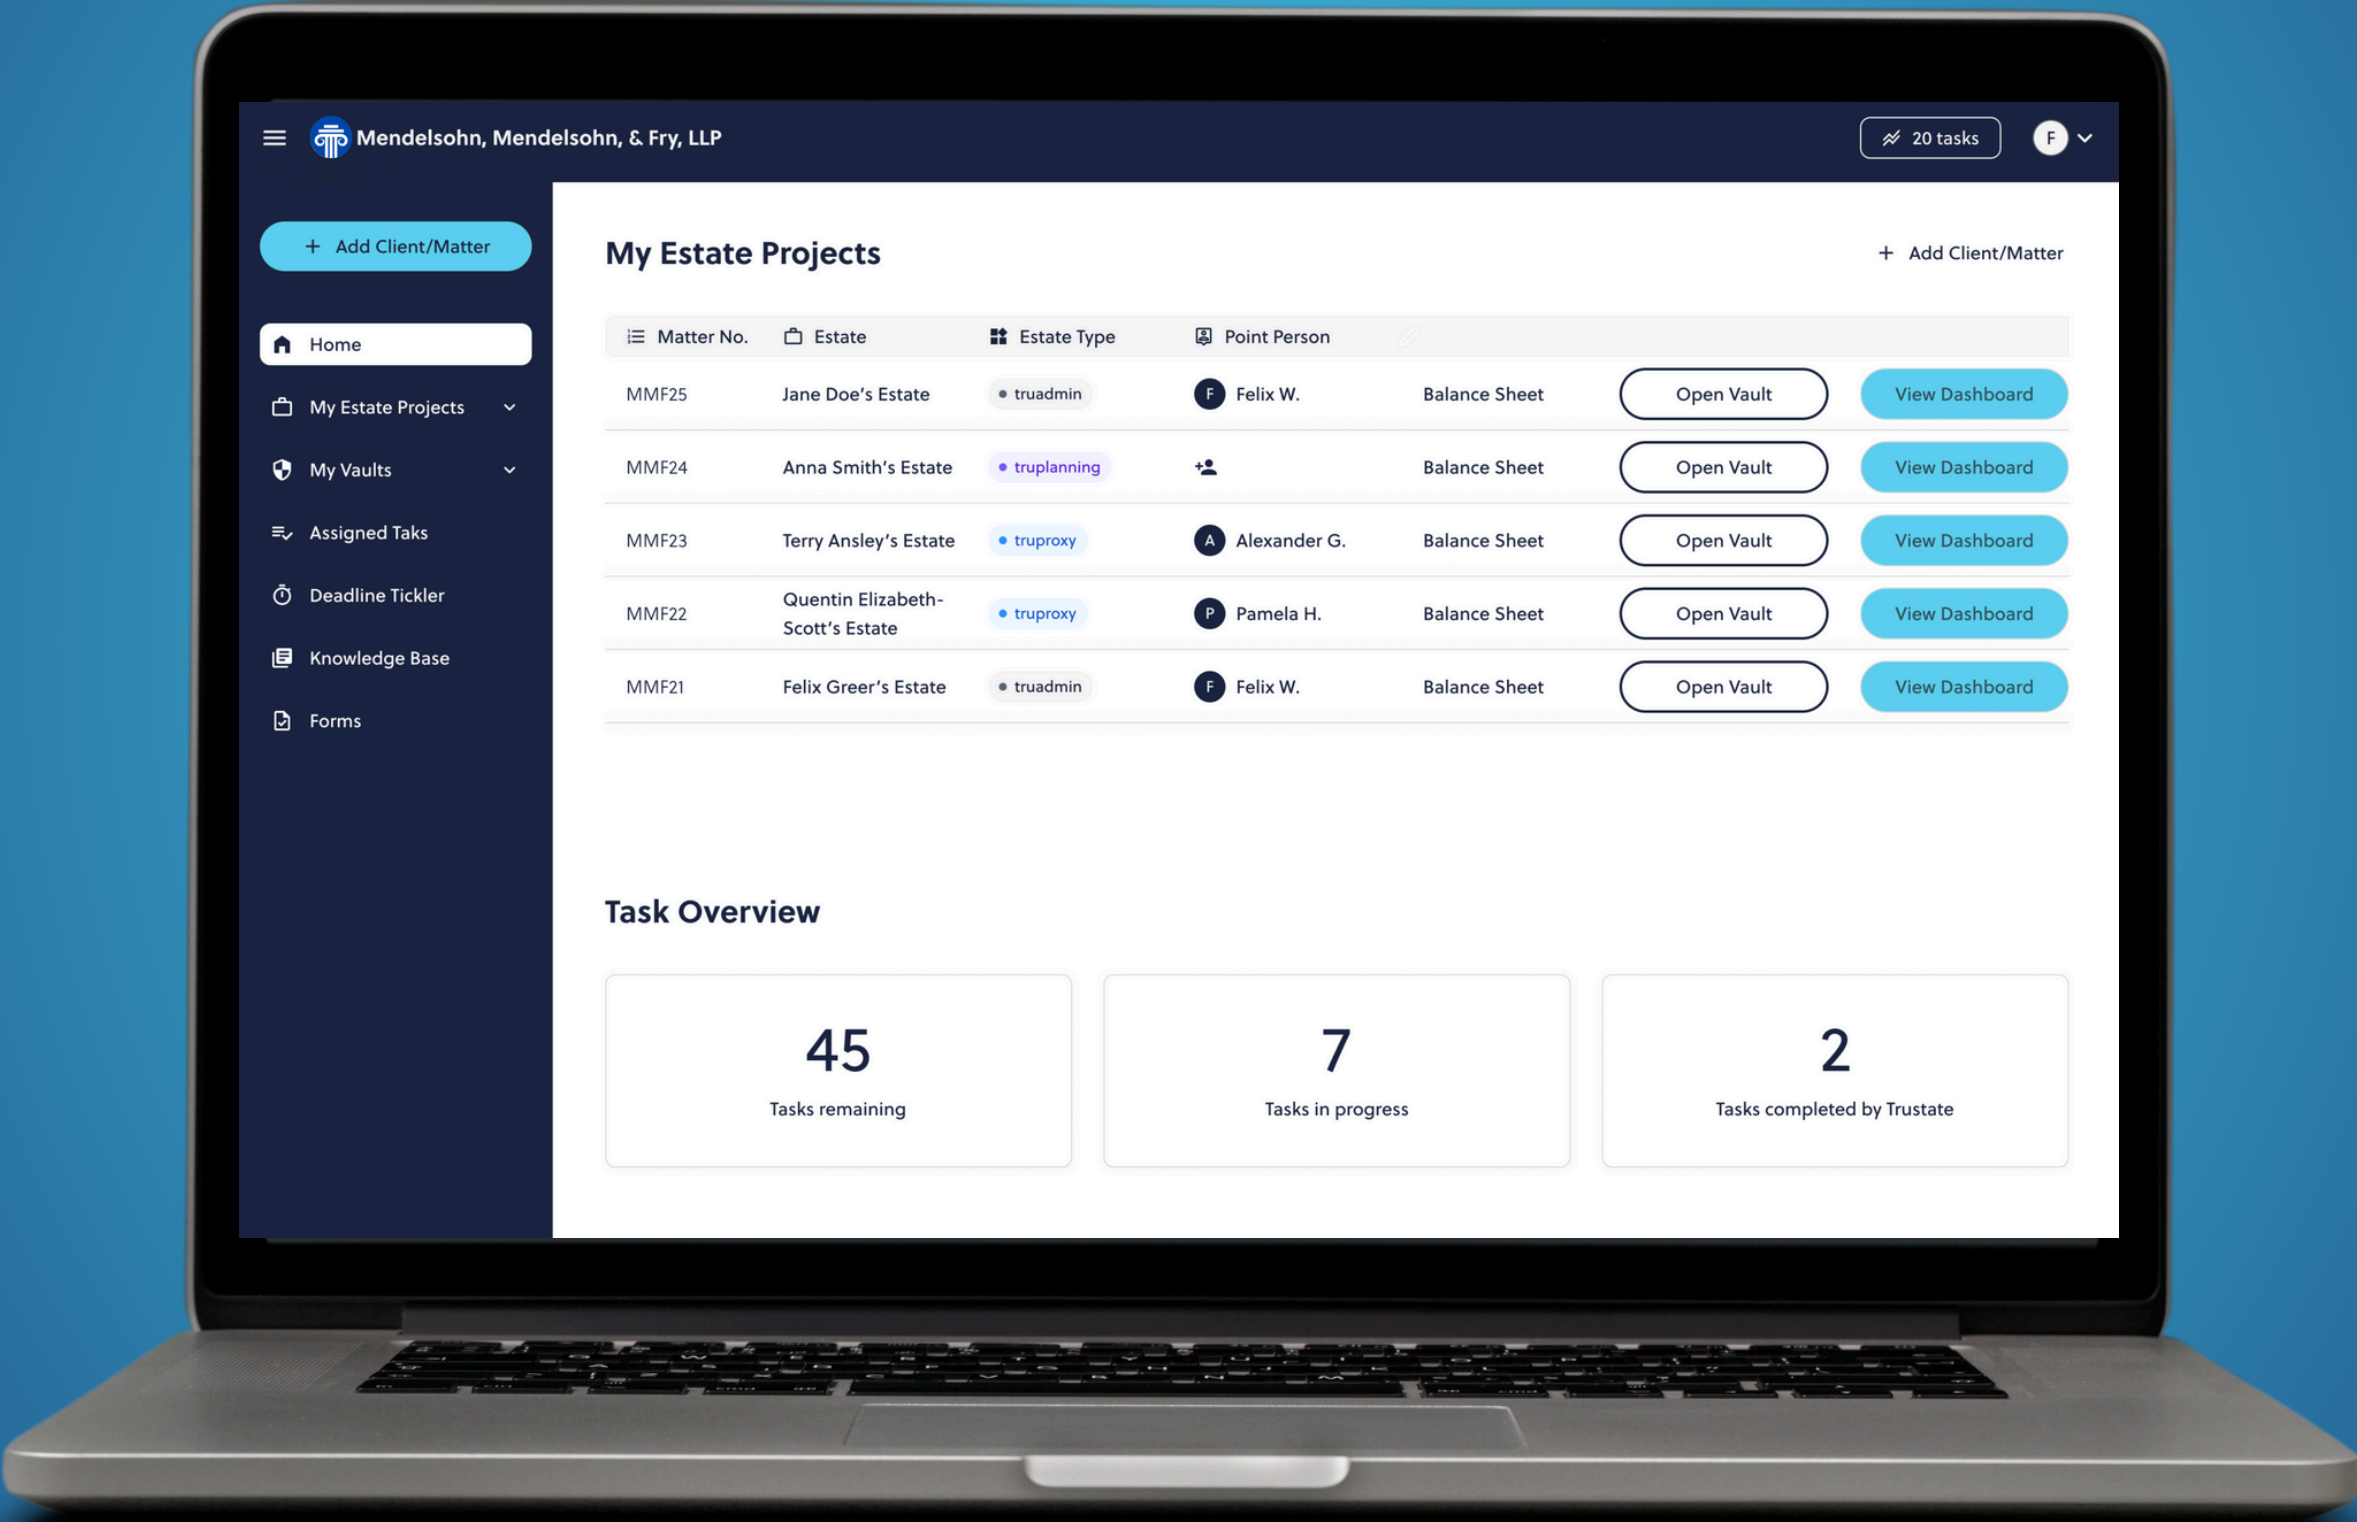 Mendelsohn, Mendelsohn, & Fry, LLP
20 tasks
F
+ Add Client/Matter
Home
My Estate Projects
My Vaults
Assigned Taks
Deadline Tickler
Knowledge Base
Forms
My Estate Projects
+ Add Client/Matter
Matter No. Estate Estate Type Point Person
MMF25 Jane Doe's Estate truadmin F Felix W. Balance Sheet Open Vault View Dashboard
MMF24 Anna Smith's Estate truplanning Balance Sheet Open Vault View Dashboard
MMF23 Terry Ansley's Estate truproxy A Alexander G. Balance Sheet Open Vault View Dashboard
MMF22 Quentin Elizabeth-
Scott's Estate truproxy P Pamela H. Balance Sheet Open Vault View Dashboard
MMF21 Felix Greer's Estate truadmin F Felix W. Balance Sheet Open Vault View Dashboard
Task Overview
45
Tasks remaining
7
Tasks in progress
2
Tasks completed by Trustate